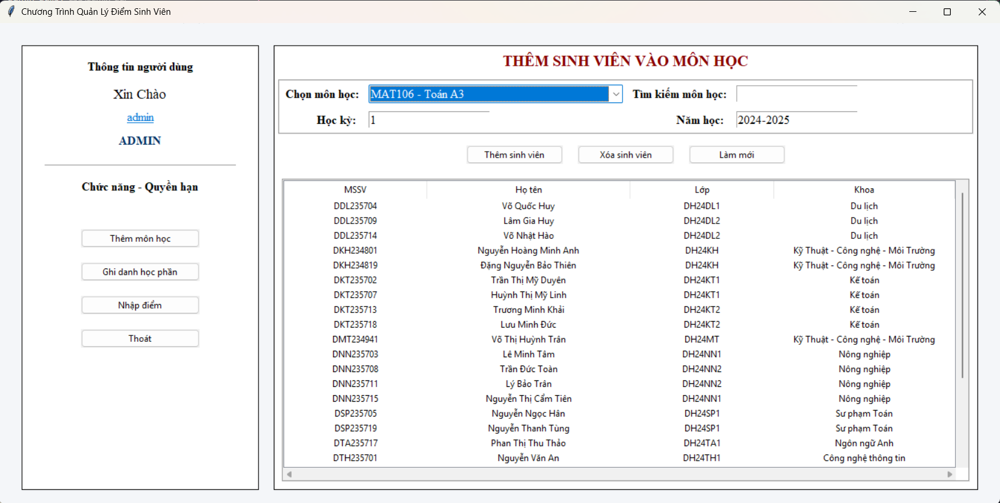 Chương Trình Quản Lý Điểm Sinh Viên
Thông tin người dùng
Xin Chào
admin
ADMIN
Chức năng - Quyền hạn
Thêm môn học
Ghi danh học phần
Nhập điểm
Thoát
THÊM SINH VIÊN VÀO MÔN HỌC
Chọn môn học: MAT106 - Toán A3 Tìm kiếm môn học:
Học kỳ: 1 Năm học: 2024-2025
Thêm sinh viên Xóa sinh viên Làm mới
MSSV Họ tên Lớp Khoa
DDL235704 Võ Quốc Huy DH24DL1 Du lịch
DDL235709 Lâm Gia Huy DH24DL2 Du lịch
DDL235714 Võ Nhật Hào DH24DL2 Du lịch
DKH234801 Nguyễn Hoàng Minh Anh DH24KH Kỹ Thuật - Công nghệ - Môi Trường
DKH234819 Đặng Nguyễn Bảo Thiên DH24KH Kỹ Thuật - Công nghệ - Môi Trường
DKT235702 Trần Thị Mỹ Duyên DH24KT1 Kế toán
DKT235707 Huỳnh Thị Mỹ Linh DH24KT1 Kế toán
DKT235713 Trương Minh Khải DH24KT2 Kế toán
DKT235718 Lưu Minh Đức DH24KT2 Kế toán
DMT234941 Võ Thị Huỳnh Trân DH24MT Kỹ Thuật - Công nghệ - Môi Trường
DNN235703 Lê Minh Tâm DH24NN1 Nông nghiệp
DNN235708 Trần Đức Toàn DH24NN2 Nông nghiệp
DNN235711 Lý Bảo Trân DH24NN2 Nông nghiệp
DNN235715 Nguyễn Thị Cẩm Tiên DH24NN1 Nông nghiệp
DSP235705 Nguyễn Ngọc Hân DH24SP1 Sư phạm Toán
DSP235719 Nguyễn Thanh Tùng DH24SP1 Sư phạm Toán
DTA235717 Phan Thị Thu Thảo DH24TA1 Ngôn ngữ Anh
DTH235701 Nguyễn Văn An DH24TH1 Công nghệ thông tin